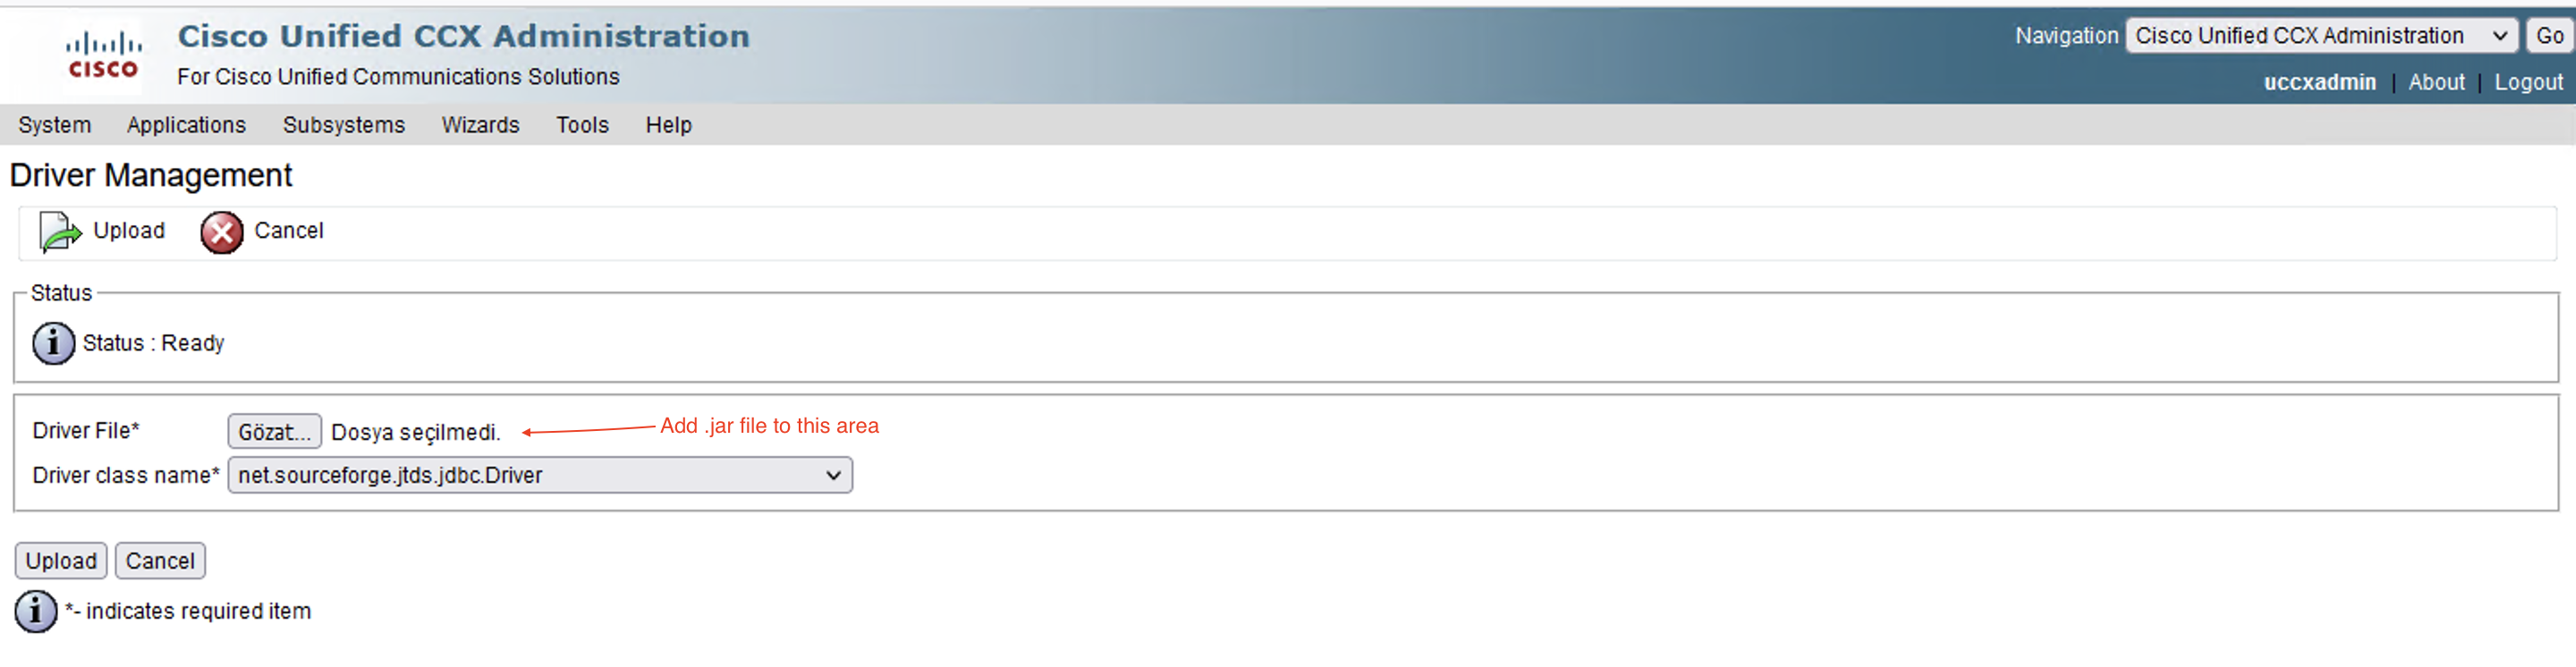 Cisco Unified CCX Administration
For Cisco Unified Communications Solutions
CISCO
Navigation Cisco Unified CCX Administration Go
uccxadmin | About | Logout
System Applications Subsystems Wizards Tools Help
Driver Management
Upload Cancel
Status
Status : Ready
Driver File* Gözat... Dosya seçilmedi. Add .jar file to this area
Driver class name* net.sourceforge.jtds.jdbc.Driver
Upload Cancel
*- indicates required item